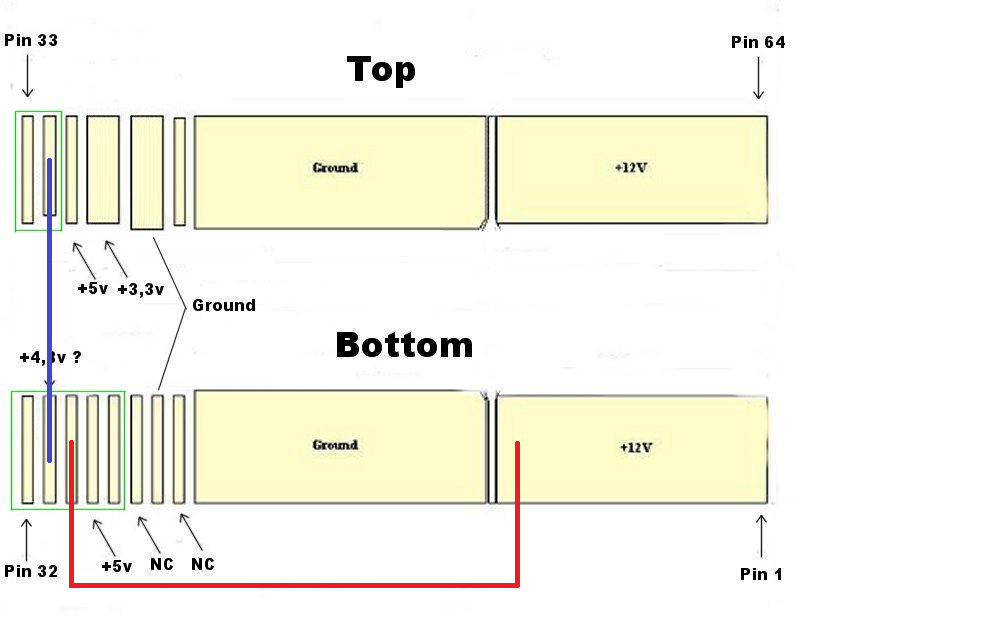 Pin 33
Pin 64
Top
Ground
+12V
+5v
+3,3v
Ground
Bottom
+4,3v ?
Ground
+12V
Pin 32
+5v
NC
NC
Pin 1